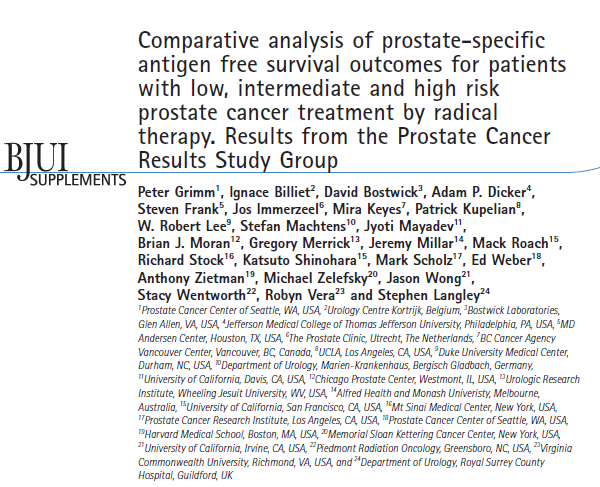 Comparative analysis of prostate-specific
antigen free survival outcomes for patients
with low, intermediate and high risk
prostate cancer treatment by radical
therapy. Results from the Prostate Cancer
Results Study Group
BJUI
SUPPLEMENTS
Peter Grimm¹, Ignace Billiet², David Bostwick³, Adam P. Dicker⁴,
Steven Frank⁵, Jos Immerzeel⁶, Mira Keyes⁷, Patrick Kupelian⁸,
W. Robert Lee⁹, Stefan Machtens¹⁰, Jyoti Mayadev¹¹,
Brian J. Moran¹², Gregory Merrick¹³, Jeremy Millar¹⁴, Mack Roach¹⁵,
Richard Stock¹⁶, Katsuto Shinohara¹⁵, Mark Scholz¹⁷, Ed Weber¹⁸,
Anthony Zietman¹⁹, Michael Zelefsky²⁰, Jason Wong²¹,
Stacy Wentworth²², Robyn Vera²³ and Stephen Langley²⁴
¹Prostate Cancer Center of Seattle, WA, USA, ²Urology Centre Kortrijk, Belgium, ³Bostwick Laboratories,
Glen Allen, VA, USA, ⁴Jefferson Medical College of Thomas Jefferson University, Philadelphia, PA, USA, ⁵MD
Andersen Center, Houston, TX, USA, ⁶The Prostate Clinic, Utrecht, The Netherlands, ⁷BC Cancer Agency
Vancouver Center, Vancouver, BC, Canada, ⁸UCLA, Los Angeles, CA, USA, ⁹Duke University Medical Center,
Durham, NC, USA, ¹⁰Department of Urology, Marien-Krankenhaus, Bergisch Gladbach, Germany,
¹¹University of California, Davis, CA, USA, ¹²Chicago Prostate Center, Westmont, IL, USA, ¹³Urologic Research
Institute, Wheeling Jesuit University, WV, USA, ¹⁴Alfred Health and Monash Univeristy, Melbourne,
Australia, ¹⁵University of California, San Francisco, CA, USA, ¹⁶Mt Sinai Medical Center, New York, USA,
¹⁷Prostate Cancer Research Institute, Los Angeles, CA, USA, ¹⁸Prostate Cancer Center of Seattle, WA, USA,
¹⁹Harvard Medical School, Boston, MA, USA, ²⁰Memorial Sloan Kettering Cancer Center, New York, USA,
²¹University of California, Irvine, CA, USA, ²²Piedmont Radiation Oncology, Greensboro, NC, USA, ²³Virginia
Commonwealth University, Richmond, VA, USA, and ²⁴Department of Urology, Royal Surrey County
Hospital, Guildford, UK